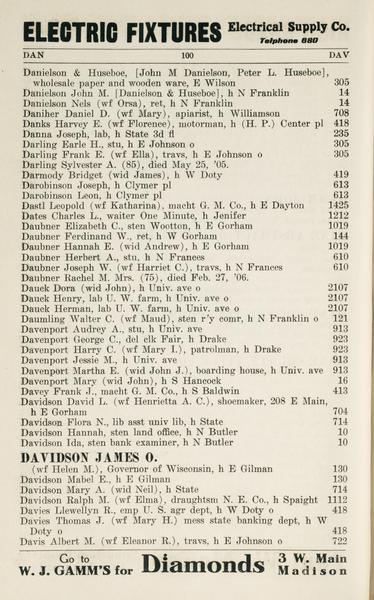 ELECTRIC FIXTURES Electrical Supply Co.
Telphone 680
DAN 100 DAV
Danielson & Huseboe, [John M Danielson, Peter L. Huseboe],
wholesale paper and wooden ware, E Wilson 305
Danielson John M. [Danielson & Huseboe], h N Franklin 14
Danielson Nels (wf Orsa), ret, h N Franklin 14
Daniher Daniel D. (wf Mary), apiarist, h Williamson 708
Danks Harvey E. (wf Florence), motorman, h (H. P.) Center pl 418
Danna Joseph, lab, h State 3d fl 235
Darling Earle H., stu, h E Johnson o 305
Darling Frank E. (wf Ella), travs, h E Johnson o 305
Darling Sylvester A. (85), died May 25, '05.
Darmody Bridget (wid James), h W Doty 419
Darobinson Joseph, h Clymer pl 613
Darobinson Leon, h Clymer pl 613
Dastl Leopold (wf Katharina), macht G. M. Co., h E Dayton 1425
Dates Charles L., waiter One Minute, h Jenifer 1212
Daubner Elizabeth C., sten Wootton, h E Gorham 1019
Daubner Ferdinand W., ret, h W Gorham 144
Daubner Hannah E. (wid Andrew), h E Gorham 1019
Daubner Herbert A., stu, h N Frances 610
Daubner Joseph W. (wf Harriet C.), travs, h N Frances 610
Daubner Rachel M. Mrs. (75), died Feb. 27, '06.
Dauek Dora (wid John), h Univ. ave o 2107
Dauek Henry, lab U. W. farm, h Univ. ave o 2107
Dauek Herman, lab U. W. farm, h Univ. ave o 2107
Daumling Walter C. (wf Maud), sten r'y comr, h N Franklin o 121
Davenport Audrey A., stu, h Univ. ave 913
Davenport George C., del elk Fair, h Drake 923
Davenport Harry C. (wf Mary I.), patrolman, h Drake 923
Davenport Jessie M., h Univ. ave 913
Davenport Martha E. (wid John J.), boarding house, h Univ. ave 913
Davenport Mary (wid John), h S Hancock 16
Davey Frank J., macht G. M. Co., h S Baldwin 413
Davidson David L. (wf Henrietta A. C.), shoemaker, 208 E Main,
h E Gorham 704
Davidson Flora N., lib asst univ lib, h State 714
Davidson Hannah, sten land office, h N Butler 10
Davidson Ida, sten bank examiner, h N Butler 10
DAVIDSON JAMES O.
(wf Helen M.), Governor of Wisconsin, h E Gilman 130
Davidson Mabel E., h E Gilman 130
Davidson Mary A. (wid Neil), h State 714
Davidson Ralph M. (wf Elma), draughtsm N. E. Co., h Spaight 1112
Davies Llewellyn R., emp U. S. agr dept, h W Doty o 418
Davies Thomas J. (wf Mary H.) mess state banking dept, h W
Doty o 418
Davis Albert M. (wf Eleanor R.), travs, h E Johnson o 722
Go to
W. J. GAMM'S for Diamonds 3 W. Main
Madison